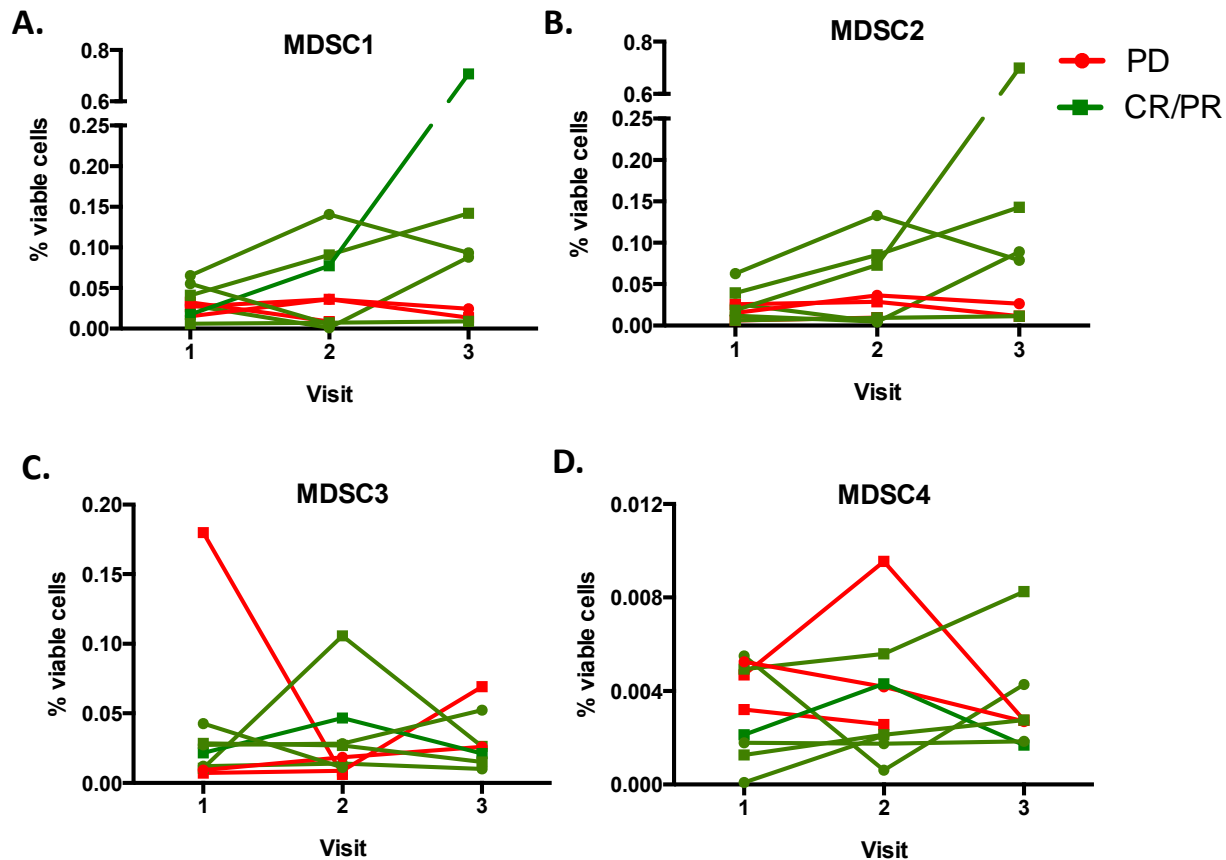 A.
MDSC1
0.8
0.6
0.25
0.20
0.15
0.10
0.05
0.00
% viable cells
1 2 3
Visit
B.
MDSC2
0.8
0.6
0.25
0.20
0.15
0.10
0.05
0.00
% viable cells
1 2 3
Visit
PD
CR/PR
C.
MDSC3
0.20
0.15
0.10
0.05
0.00
% viable cells
1 2 3
Visit
D.
MDSC4
0.012
0.008
0.004
0.000
% viable cells
1 2 3
Visit